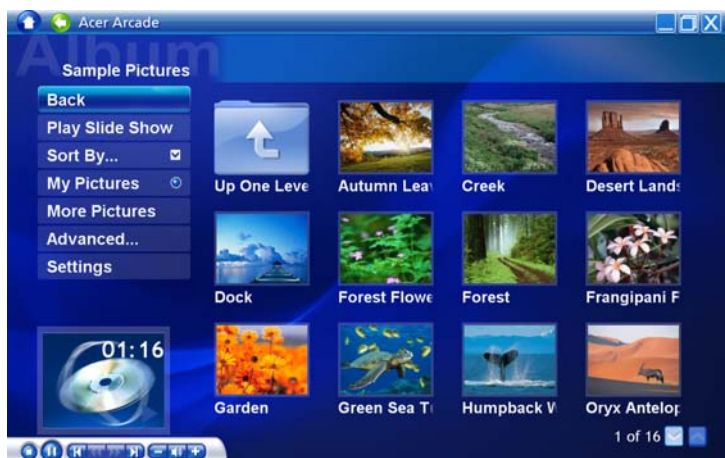 Acer Arcade
Album
Sample Pictures
Back
Play Slide Show
Sort By...
My Pictures
More Pictures
Advanced...
Settings
Up One Leve
Autumn Lea
Creek
Desert Lands
Dock
Forest Flowe
Forest
Frangipani F
Garden
Green Sea T
Humpback W
Oryx Antelop
01:16
1 of 16